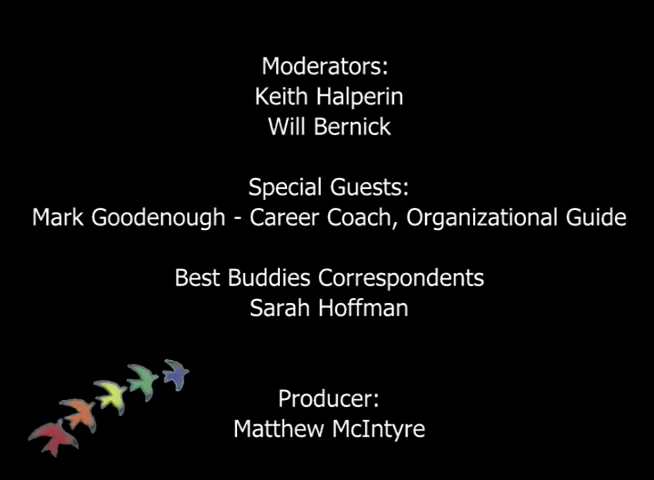 Moderators:
Keith Halperin
Will Bernick
Special Guests:
Mark Goodenough - Career Coach, Organizational Guide
Best Buddies Correspondents
Sarah Hoffman
Producer:
Matthew McIntyre